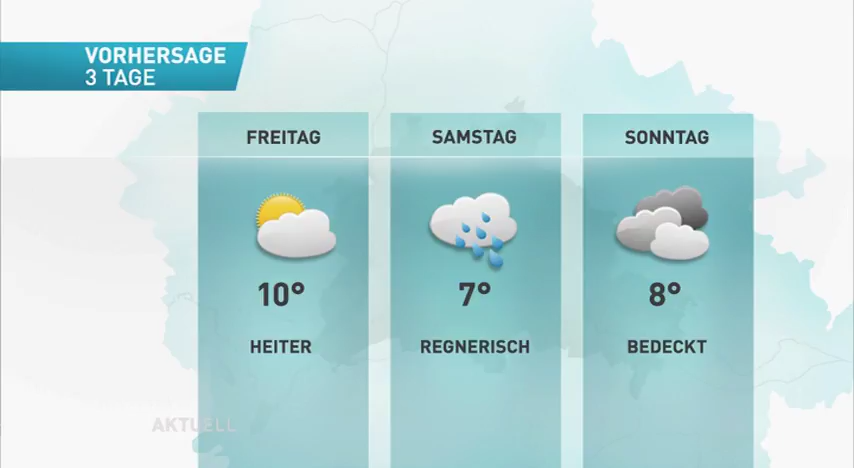 VORHERSAGE
3 TAGE
FREITAG
SAMSTAG
SONNTAG
10°
7°
8°
HEITER
REGNERISCH
BEDECKT
AKTUELL